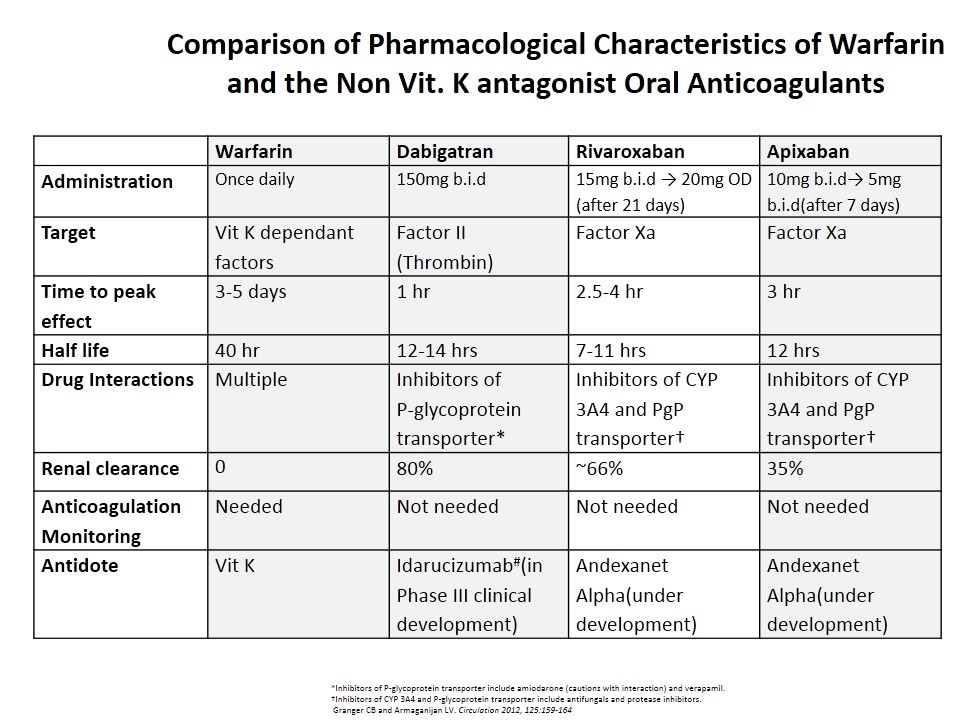 Comparison of Pharmacological Characteristics of Warfarin
and the Non Vit. K antagonist Oral Anticoagulants
Warfarin Dabigatran Rivaroxaban Apixaban
Administration Once daily 150mg b.i.d 15mg b.i.d → 20mg OD 10mg b.i.d→ 5mg
(after 21 days) b.i.d(after 7 days)
Target Vit K dependant Factor II Factor Xa Factor Xa
factors (Thrombin)
Time to peak 3-5 days 1 hr 2.5-4 hr 3 hr
effect
Half life 40 hr 12-14 hrs 7-11 hrs 12 hrs
Drug Interactions Multiple Inhibitors of Inhibitors of CYP Inhibitors of CYP
P-glycoprotein 3A4 and PgP 3A4 and PgP
transporter* transporter† transporter†
Renal clearance 0 80% ~66% 35%
Anticoagulation Needed Not needed Not needed Not needed
Monitoring
Antidote Vit K Idarucizumab#(in Andexanet Andexanet
Phase III clinical Alpha(under Alpha(under
development) development) development)
*Inhibitors of P-glycoprotein transporter include amiodarone (cautions with interaction) and verapamil.
†Inhibitors of CYP 3A4 and P-glycoprotein transporter include antifungals and protease inhibitors.
Granger CB and Armaganijan LV. Circulation 2012, 125:159-164